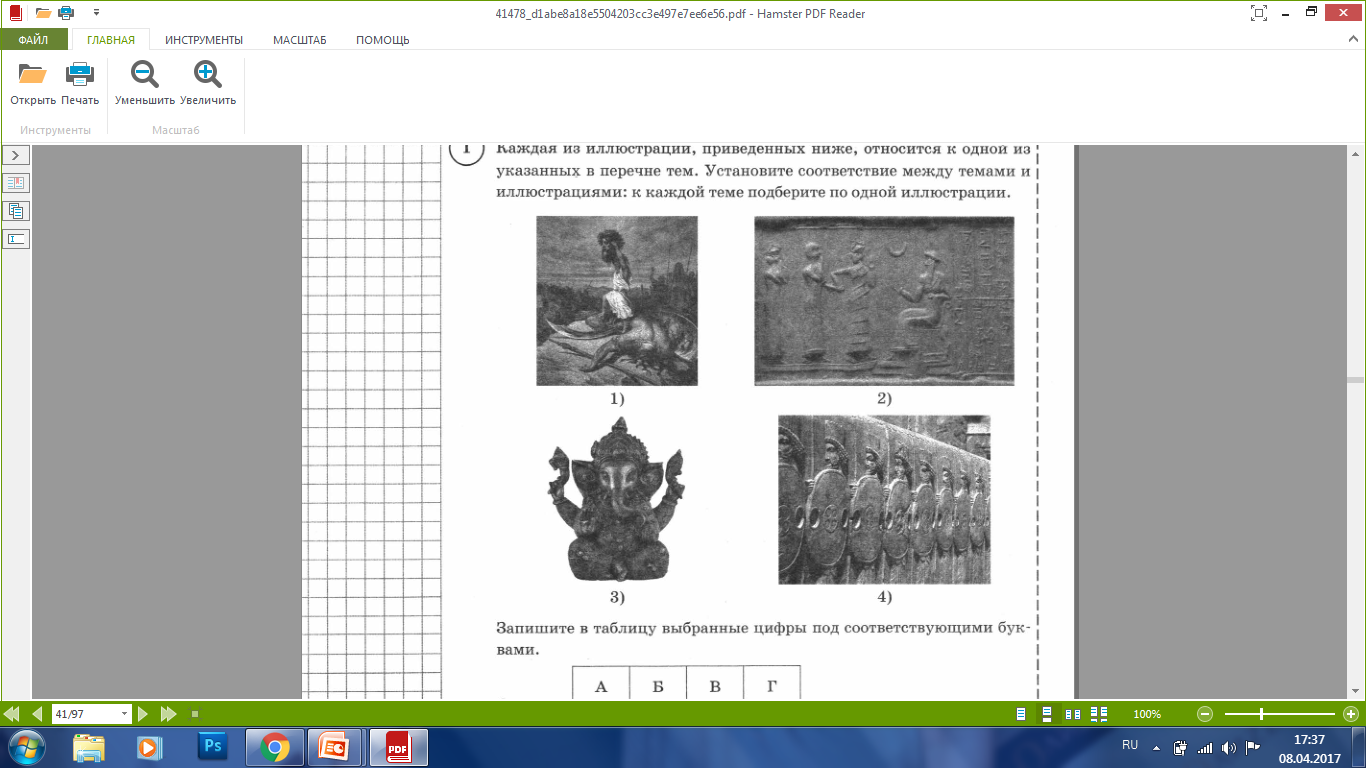 41478_d1abe8a18e5504203cc3e497e7ee6e56.pdf - Hamster PDF Reader
ФАЙЛ ГЛАВНАЯ ИНСТРУМЕНТЫ МАСШТАБ ПОМОЩЬ
Открыть Печать Уменьшить Увеличить
Инструменты Масштаб
1 Каждая из иллюстраций, приведенных ниже, относится к одной из
указанных в перечне тем. Установите соответствие между темами и
иллюстрациями: к каждой теме подберите по одной иллюстрации.
1) 2)
3) 4)
Запишите в таблицу выбранные цифры под соответствующими бук-
вами.
А Б В Г
41/97 100%
Ps PDF RU 17:37
08.04.2017